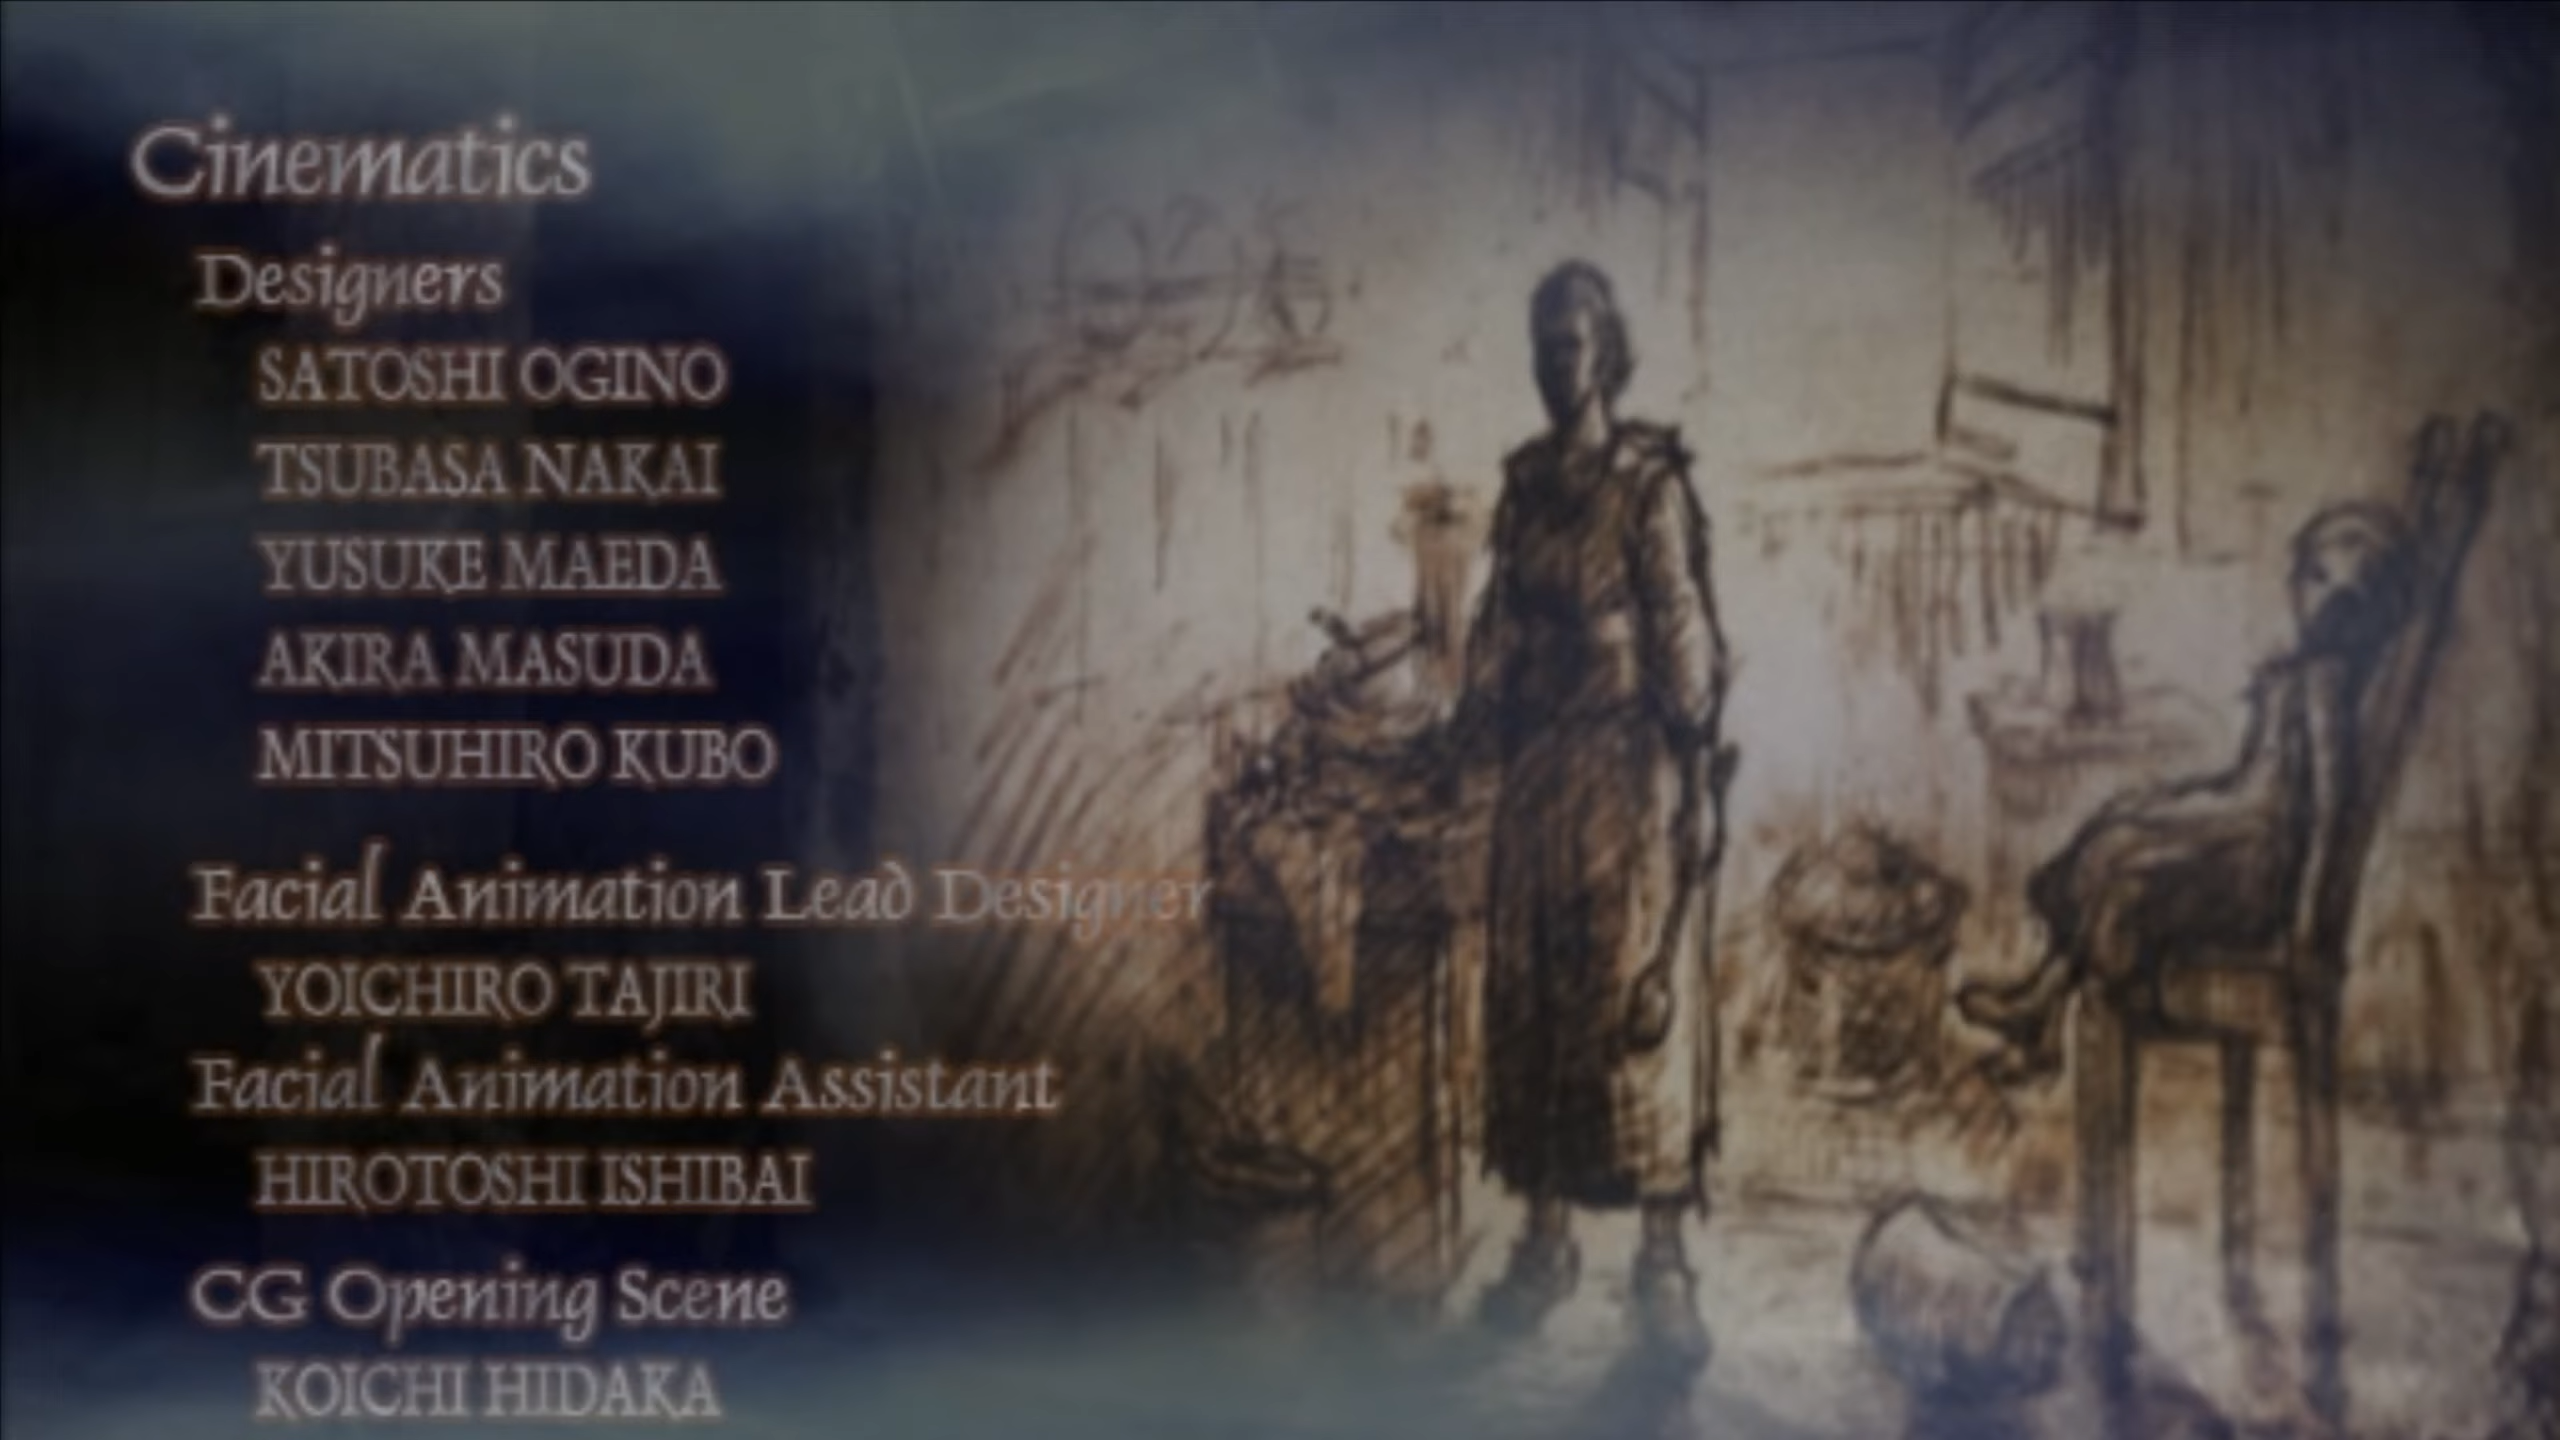 Cinematics
Designers
SATOSHI OGINO
TSUBASA NAKAI
YUSUKE MAEDA
AKIRA MASUDA
MITSUHIRO KUBO
Facial Animation Lead Designer
YOICHIRO TAJIRI
Facial Animation Assistant
HIROTOSHI ISHIBAI
CG Opening Scene
KOICHI HIDAKA